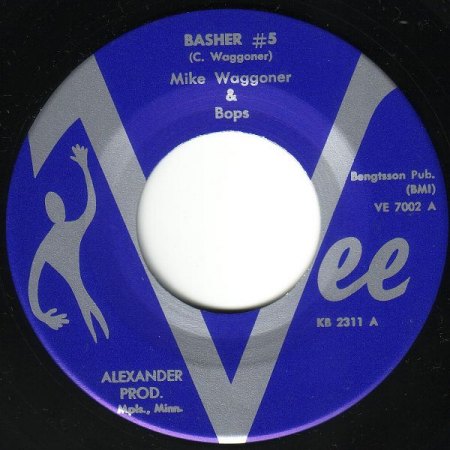 BASHER #5
(C. Waggoner)
Mike Waggoner
&
Bops
Bengtsson Pub.
(BMI)
VE 7002 A
Vee
KB 2311 A
ALEXANDER
PROD.
Mpls., Minn.